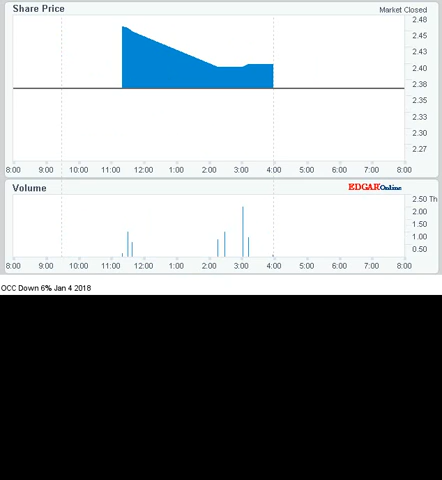 Share Price
Market Closed
2.48
2.45
2.43
2.40
2.38
2.35
2.33
2.30
2.27
8:00 9:00 10:00 11:00 12:00 1:00 2:00 3:00 4:00 5:00 6:00 7:00 8:00
Volume
EDGAR Online
2.50 Th
2.00
1.50
1.00
0.50
8:00 9:00 10:00 11:00 12:00 1:00 2:00 3:00 4:00 5:00 6:00 7:00 8:00
OCC Down 6% Jan 4 2018